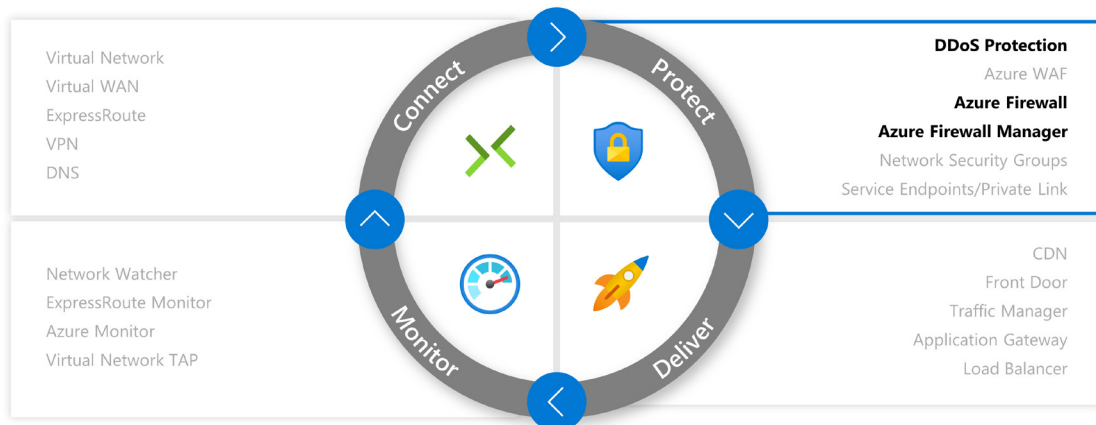 Virtual Network
Virtual WAN
ExpressRoute
VPN
DNS
Connect
Protect
DDoS Protection
Azure WAF
Azure Firewall
Azure Firewall Manager
Network Security Groups
Service Endpoints/Private Link
Network Watcher
ExpressRoute Monitor
Azure Monitor
Virtual Network TAP
Monitor
Deliver
CDN
Front Door
Traffic Manager
Application Gateway
Load Balancer